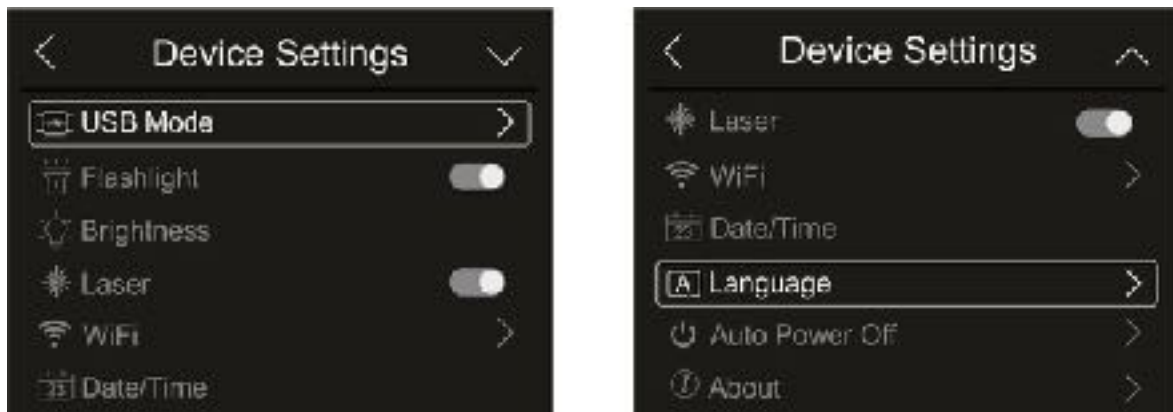 Device Settings
USB Mode
Flashlight
Brightness
Laser
WiFi
Date/Time
Device Settings
Laser
WiFi
Date/Time
A Language
Auto Power Off
About